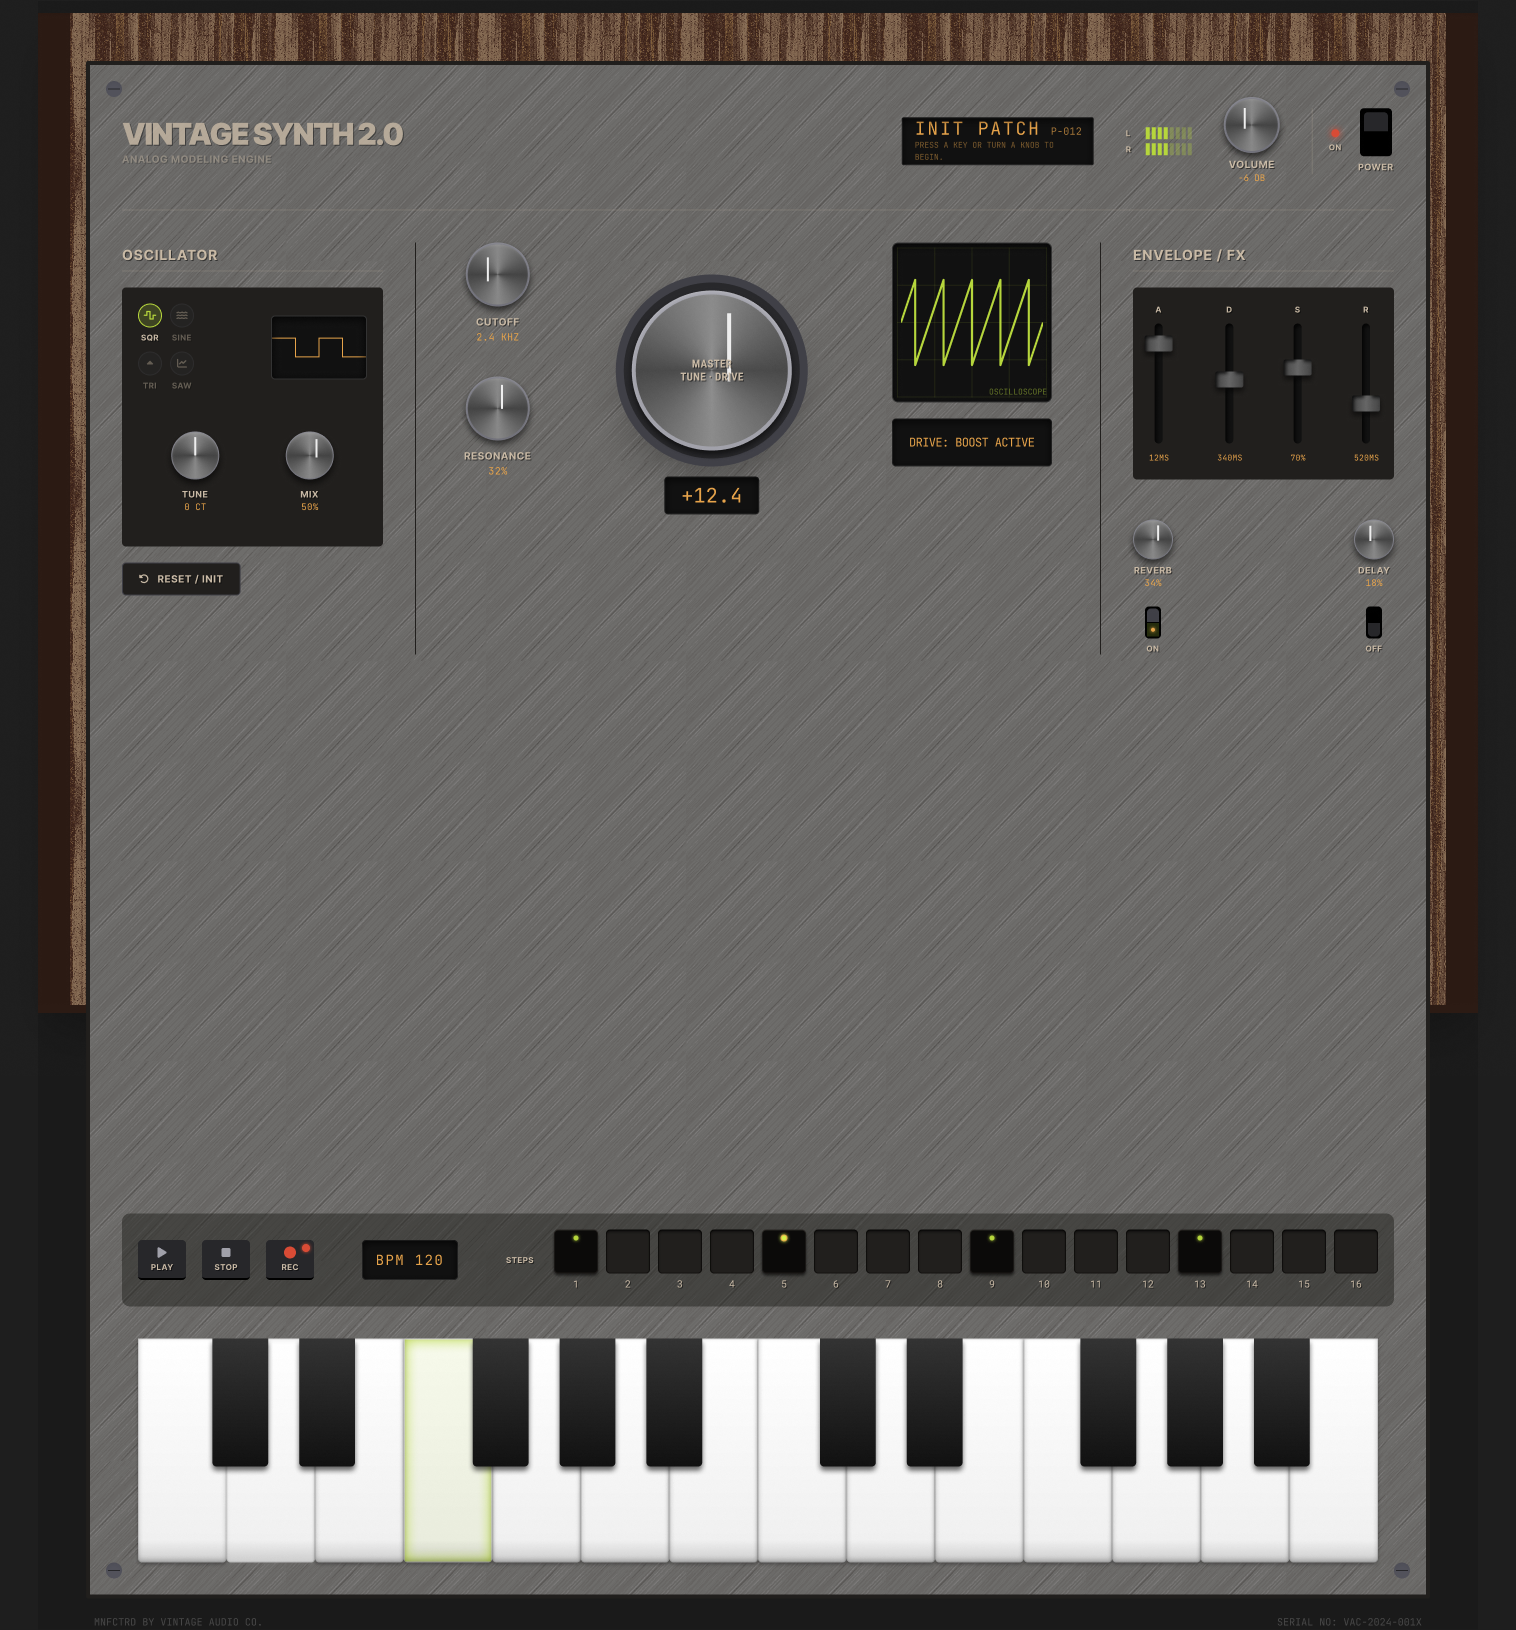 VINTAGE SYNTH 2.0
ANALOG MODELING ENGINE
INIT PATCH P-012
PRESS A KEY OR TURN A KNOB TO
BEGIN.
L
R
VOLUME
-6 DB
ON
POWER
OSCILLATOR
SQR SINE
TRI SAW
TUNE
0 CT
MIX
50%
RESET / INIT
CUTOFF
2.4 KHZ
RESONANCE
32%
MASTER
TUNE · DRIVE
+12.4
OSCILLOSCOPE
DRIVE: BOOST ACTIVE
ENVELOPE / FX
A D S R
12MS 340MS 70% 520MS
REVERB
34%
ON
DELAY
18%
OFF
PLAY
STOP
REC
BPM 120
STEPS
1 2 3 4 5 6 7 8 9 10 11 12 13 14 15 16
MNFCTRD BY VINTAGE AUDIO CO.
SERIAL NO: VAC-2024-001X